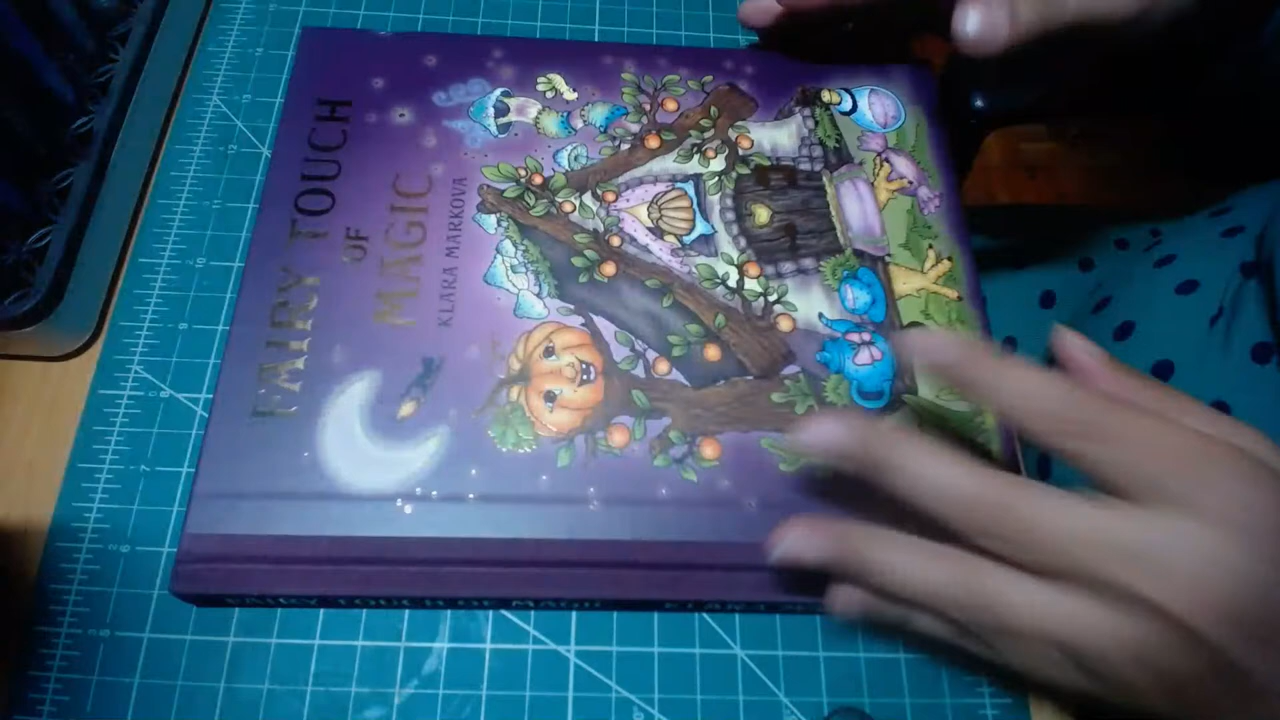 FAIRY TOUCH
OF
MAGIC
KLARA MARKOVA
FAIRY TOUCH OF MAGIC